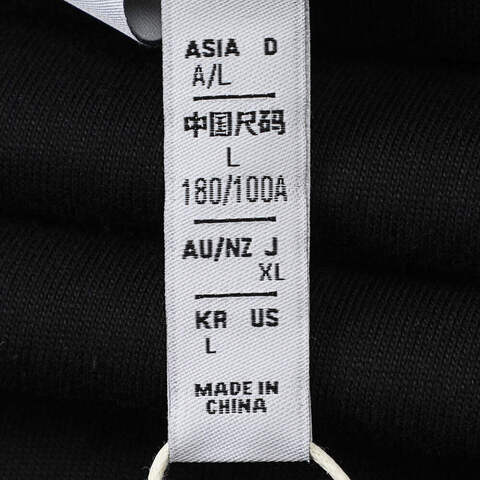 ASIA D
A/L
中国尺码
L
180/100A
AU/NZ J
XL
KR US
L
MADE IN
CHINA